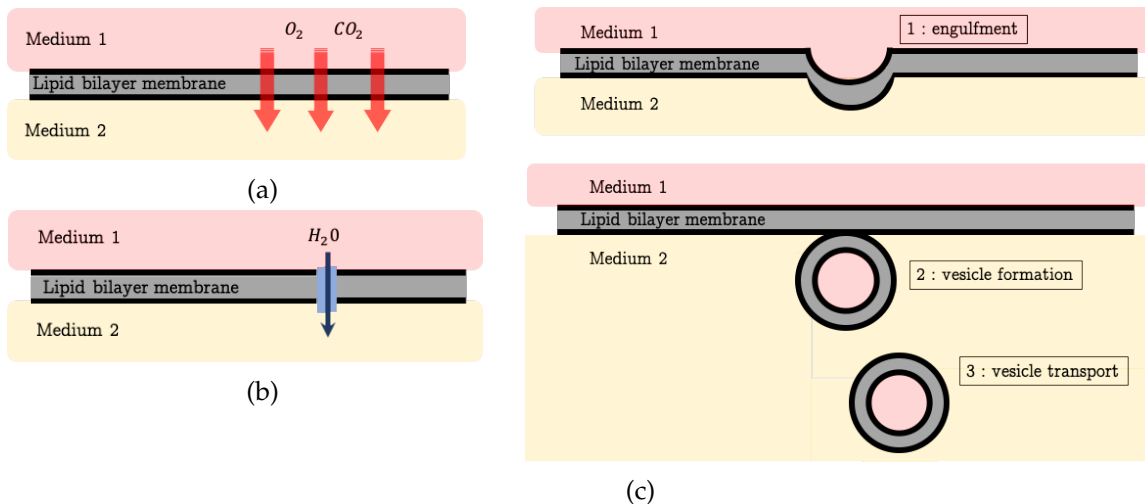 Medium 1
O₂ CO₂
Lipid bilayer membrane
Medium 2
(a)
Medium 1
H₂0
Lipid bilayer membrane
Medium 2
(b)
Medium 1
1 : engulfment
Lipid bilayer membrane
Medium 2
Medium 1
Lipid bilayer membrane
Medium 2
2 : vesicle formation
3 : vesicle transport
(c)